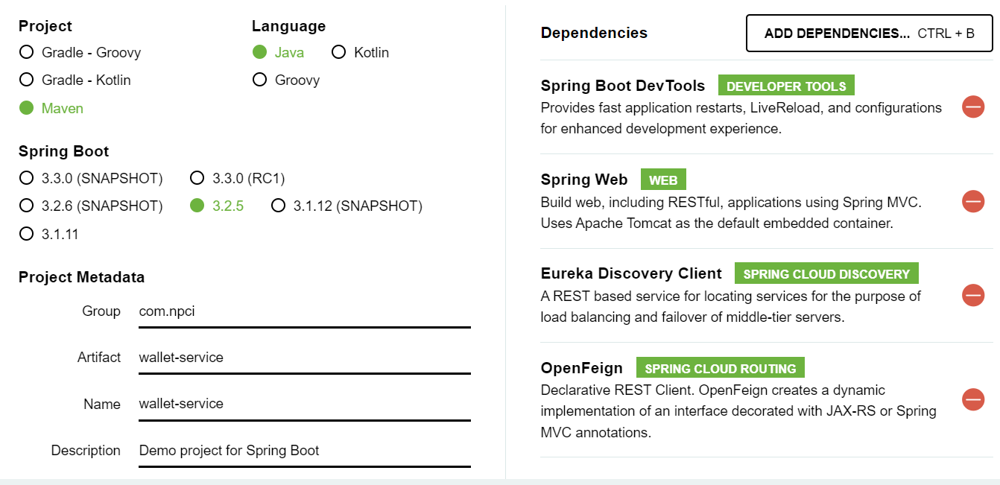 Project
Gradle - Groovy
Gradle - Kotlin
Maven
Language
Java Kotlin
Groovy
Spring Boot
3.3.0 (SNAPSHOT) 3.3.0 (RC1)
3.2.6 (SNAPSHOT) 3.2.5 3.1.12 (SNAPSHOT)
3.1.11
Project Metadata
Group com.npci
Artifact wallet-service
Name wallet-service
Description Demo project for Spring Boot
Dependencies
ADD DEPENDENCIES... CTRL + B
Spring Boot DevTools DEVELOPER TOOLS
Provides fast application restarts, LiveReload, and configurations
for enhanced development experience.
Spring Web WEB
Build web, including RESTful, applications using Spring MVC.
Uses Apache Tomcat as the default embedded container.
Eureka Discovery Client SPRING CLOUD DISCOVERY
A REST based service for locating services for the purpose of
load balancing and failover of middle-tier servers.
OpenFeign SPRING CLOUD ROUTING
Declarative REST Client. OpenFeign creates a dynamic
implementation of an interface decorated with JAX-RS or Spring
MVC annotations.